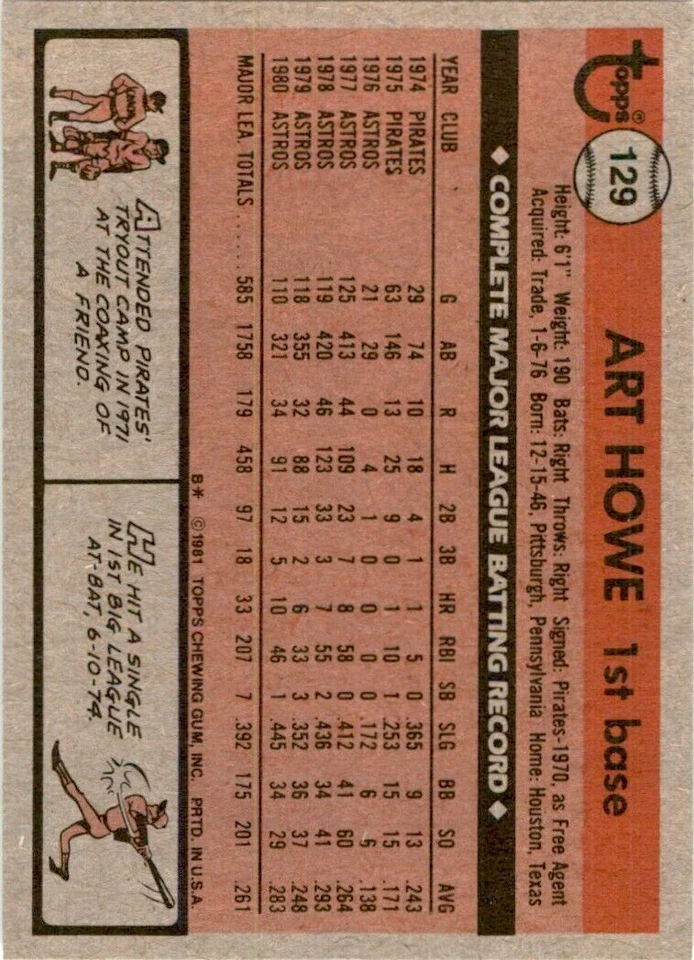 Topps®
129
ART HOWE 1st base
Height: 6'1" Weight: 190 Bats: Right Throws: Right Signed: Pirates-1970, as Free Agent
Acquired: Trade, 1-6-76 Born: 12-15-46, Pittsburgh, Pennsylvania Home: Houston, Texas
◆ COMPLETE MAJOR LEAGUE BATTING RECORD ◆
YEAR CLUB G AB R H 2B 3B HR RBI SB SLG BB SO AVG
1974 PIRATES 29 74 10 18 4 1 1 5 0 .365 9 13 .243
1975 PIRATES 63 146 13 25 9 0 1 10 1 .253 15 15 .171
1976 ASTROS 21 29 0 4 1 0 0 0 0 .172 6 6 .138
1977 ASTROS 125 413 44 109 23 7 8 58 0 .412 41 60 .264
1978 ASTROS 119 420 46 123 33 3 7 55 2 .436 34 41 .293
1979 ASTROS 118 355 32 88 15 2 6 33 3 .352 36 37 .248
1980 ASTROS 110 321 34 91 12 5 10 46 1 .445 34 29 .283
MAJOR LEA. TOTALS ...... 585 1758 179 458 97 18 33 207 7 .392 175 201 .261
B* ©1981 TOPPS CHEWING GUM, INC. PRTD. IN U.S.A.
ATTENDED PIRATES'
TRYOUT CAMP IN 1971
AT THE COAXING OF
A FRIEND.
HE HIT A SINGLE
IN 1ST BIG LEAGUE
AT-BAT, 6-10-74.